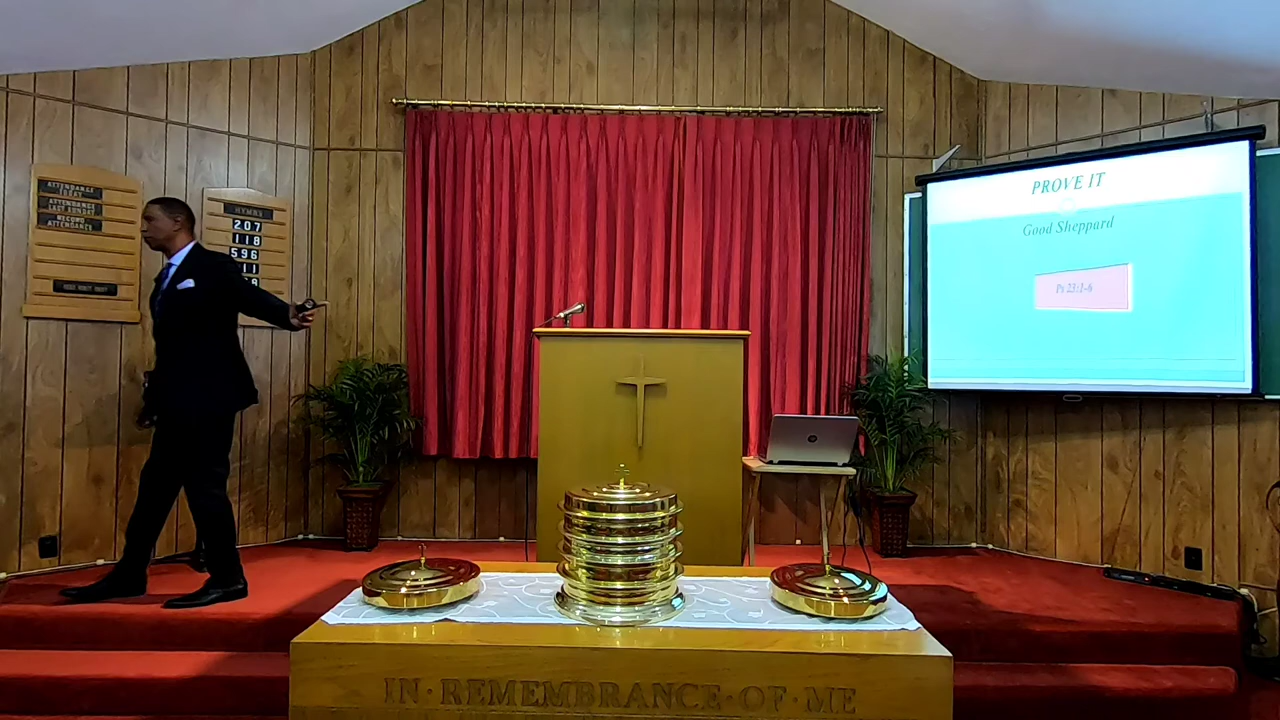 ATTENDANCE
TODAY
ATTENDANCE
LAST SUNDAY
RECORD
ATTENDANCE
HYMNS
207
118
596
11
PROVE IT
Good Sheppard
Ps 23:1-6
IN·REMEMBRANCE·OF·ME